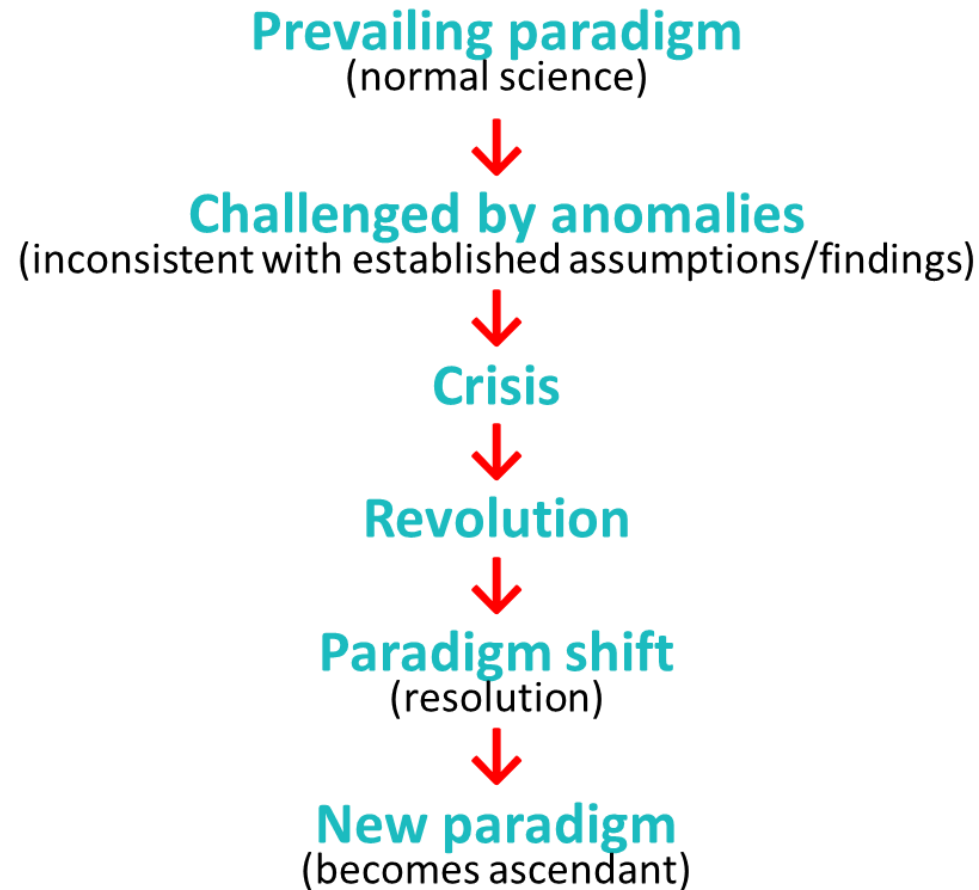 Prevailing paradigm
(normal science)
Challenged by anomalies
(inconsistent with established assumptions/findings)
Crisis
Revolution
Paradigm shift
(resolution)
New paradigm
(becomes ascendant)